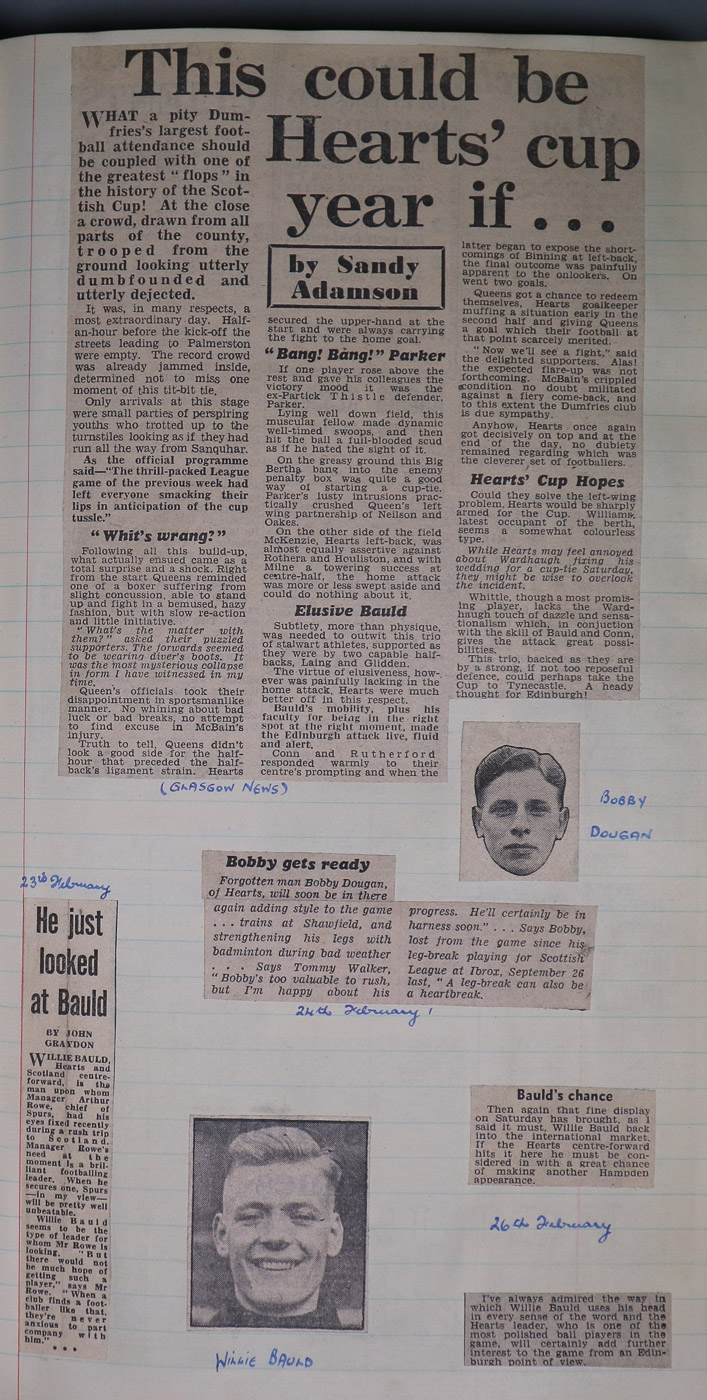 This could be
Hearts' cup
year if . . .
by Sandy
Adamson
WHAT a pity Dum-
fries's largest foot-
ball attendance should
be coupled with one of
the greatest "flops" in
the history of the Scot-
tish Cup! At the close
a crowd, drawn from all
parts of the county,
trooped from the
ground looking utterly
dumbfounded and
utterly dejected.
It was, in many respects, a
most extraordinary day. Half-
an-hour before the kick-off the
streets leading to Palmerston
were empty. The record crowd
was already jammed inside,
determined not to miss one
moment of this tit-bit tie.
Only arrivals at this stage
were small parties of perspiring
youths who trotted up to the
turnstiles looking as if they had
run all the way from Sanquhar.
As the official programme
said—"The thrill-packed League
game of the previous week had
left everyone smacking their
lips in anticipation of the cup
tussle."
"Whit's wrang?"
Following all this build-up,
what actually ensued came as a
total surprise and a shock. Right
from the start Queens reminded
one of a boxer suffering from
slight concussion, able to stand
up and fight in a bemused, hazy
fashion, but with slow re-action
and little initiative.
"What's the matter with
them?" asked their puzzled
supporters. The forwards seemed
to be wearing diver's boots. It
was the most mysterious collapse
in form I have witnessed in my
time.
Queen's officials took their
disappointment in sportsmanlike
manner. No whining about bad
luck or bad breaks, no attempt
to find excuse in McBain's
injury.
Truth to tell, Queens didn't
look a good side for the half-
hour that preceded the half-
back's ligament strain. Hearts
secured the upper-hand at the
start and were always carrying
the fight to the home goal.
"Bang! Bang!" Parker
If one player rose above the
rest and gave his colleagues the
victory mood it was the
ex-Partick Thistle defender,
Parker.
Lying well down field, this
muscular fellow made dynamic
well-timed swoops, and then
hit the ball a full-blooded scud
as if he hated the sight of it.
On the greasy ground this Big
Bertha bang into the enemy
penalty box was quite a good
way of starting a cup-tie.
Parker's lusty intrusions prac-
tically crushed Queen's left
wing partnership of Neilson and
Oakes.
On the other side of the field
McKenzie, Hearts left-back, was
almost equally assertive against
Rothera and Houliston, and with
Milne a towering success at
centre-half, the home attack
was more or less swept aside and
could do nothing about it.
Elusive Bauld
Subtlety, more than physique,
was needed to outwit this trio
of stalwart athletes, supported as
they were by two capable half-
backs, Laing and Glidden.
The virtue of elusiveness, how-
ever was painfully lacking in the
home attack. Hearts were much
better off in this respect.
Bauld's mobility, plus his
faculty for being in the right
spot at the right moment, made
the Edinburgh attack live, fluid
and alert.
Conn and Rutherford
responded warmly to their
centre's prompting and when the
latter began to expose the short-
comings of Binning at left-back,
the final outcome was painfully
apparent to the onlookers. On
went two goals.
Queens got a chance to redeem
themselves, Hearts goalkeeper
muffing a situation early in the
second half and giving Queens
a goal which their football at
that point scarcely merited.
"Now we'll see a fight," said
the delighted supporters. Alas!
the expected flare-up was not
forthcoming. McBain's crippled
condition no doubt militated
against a fiery come-back, and
to this extent the Dumfries club
is due sympathy.
Anyhow, Hearts once again
got decisively on top and at the
end of the day, no dubiety
remained regarding which was
the cleverer set of footballers.
Hearts' Cup Hopes
Could they solve the left-wing
problem, Hearts would be sharply
armed for the Cup. Williams,
latest occupant of the berth,
seems a somewhat colourless
type.
While Hearts may feel annoyed
about Wardhaugh fixing his
wedding for a cup-tie Saturday,
they might be wise to overlook
the incident.
Whittle, though a most promis-
ing player, lacks the Ward-
haugh touch of dazzle and sensa-
tionalism which, in conjunction
with the skill of Bauld and Conn,
gives the attack great possi-
bilities.
This trio, backed as they are
by a strong, if not too reposeful
defence, could perhaps take the
Cup to Tynecastle. A heady
thought for Edinburgh!
(GLASGOW NEWS)
BOBBY
DOUGAN
Bobby gets ready
Forgotten man Bobby Dougan,
of Hearts, will soon be in there
again adding style to the game
. . . trains at Shawfield, and
strengthening his legs with
badminton during bad weather
. . . Says Tommy Walker,
"Bobby's too valuable to rush,
but I'm happy about his
progress. He'll certainly be in
harness soon." . . . Says Bobby,
lost from the game since his
leg-break playing for Scottish
League at Ibrox, September 26
last, "A leg-break can also be
a heartbreak.
24th February!
23rd February
He just
looked
at Bauld
BY JOHN
GRAYDON
WILLIE BAULD,
Hearts and
Scotland centre-
forward, is the
man upon whom
Manager Arthur
Rowe, chief of
Spurs, had his
eyes fixed recently
during a rush trip
to Scotland.
Manager Rowe's
need at the
moment is a bril-
liant footballing
leader. When he
secures one, Spurs
—in my view—
will be pretty well
unbeatable.
Willie Bauld
seems to be the
type of leader for
whom Mr Rowe is
looking. "But
there would not
be much hope of
getting such a
player," says Mr
Rowe. "When a
club finds a foot-
baller like that,
they're never
anxious to part
company with
him."
• • •
WILLIE BAULD
Bauld's chance
Then again that fine display
on Saturday has brought, as I
said it must, Willie Bauld back
into the international market.
If the Hearts centre-forward
hits it here he must be con-
sidered in with a great chance
of making another Hampden
appearance.
26th February
I've always admired the way in
which Willie Bauld uses his head
in every sense of the word and the
Hearts leader, who is one of the
most polished ball players in the
game, will certainly add further
interest to the game from an Edin-
burgh point of view.